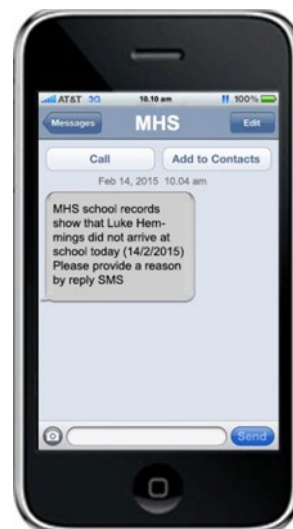 AT&T 3G 10.10 am 100%
Messages MHS Edit
Call Add to Contacts
Feb 14, 2015 10.04 am
MHS school records
show that Luke Hem-
mings did not arrive at
school today (14/2/2015)
Please provide a reason
by reply SMS
Send